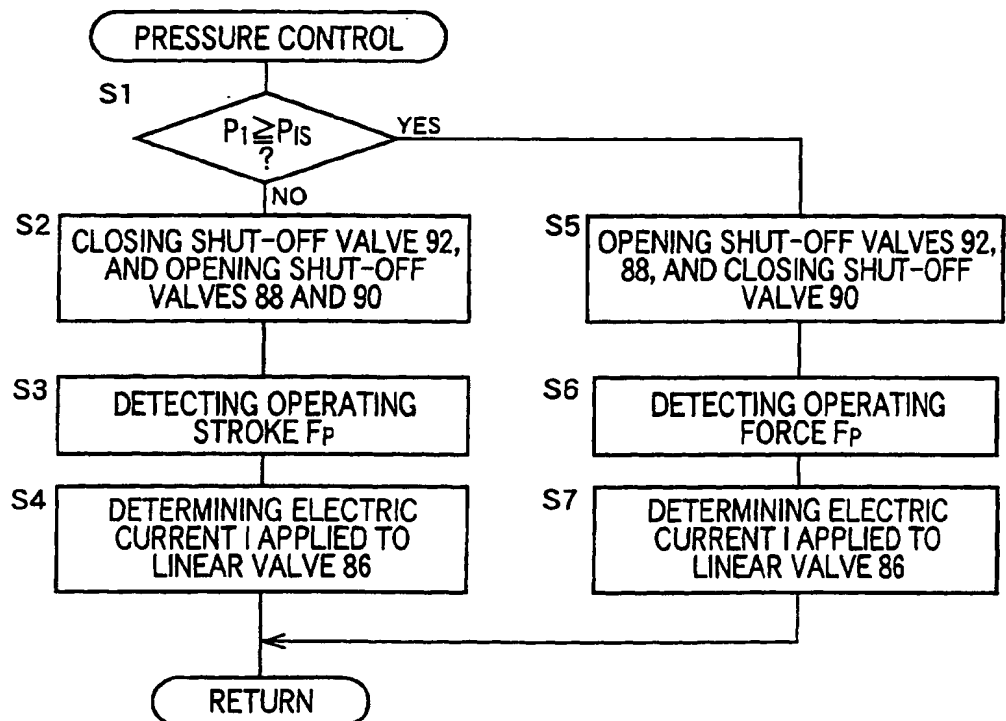 PRESSURE CONTROL
S1
P1≧PIS
?
YES
NO
S2
CLOSING SHUT-OFF VALVE 92,
AND OPENING SHUT-OFF
VALVES 88 AND 90
S3
DETECTING OPERATING
STROKE FP
S4
DETERMINING ELECTRIC
CURRENT I APPLIED TO
LINEAR VALVE 86
S5
OPENING SHUT-OFF VALVES 92,
88, AND CLOSING SHUT-OFF
VALVE 90
S6
DETECTING OPERATING
FORCE FP
S7
DETERMINING ELECTRIC
CURRENT I APPLIED TO
LINEAR VALVE 86
RETURN